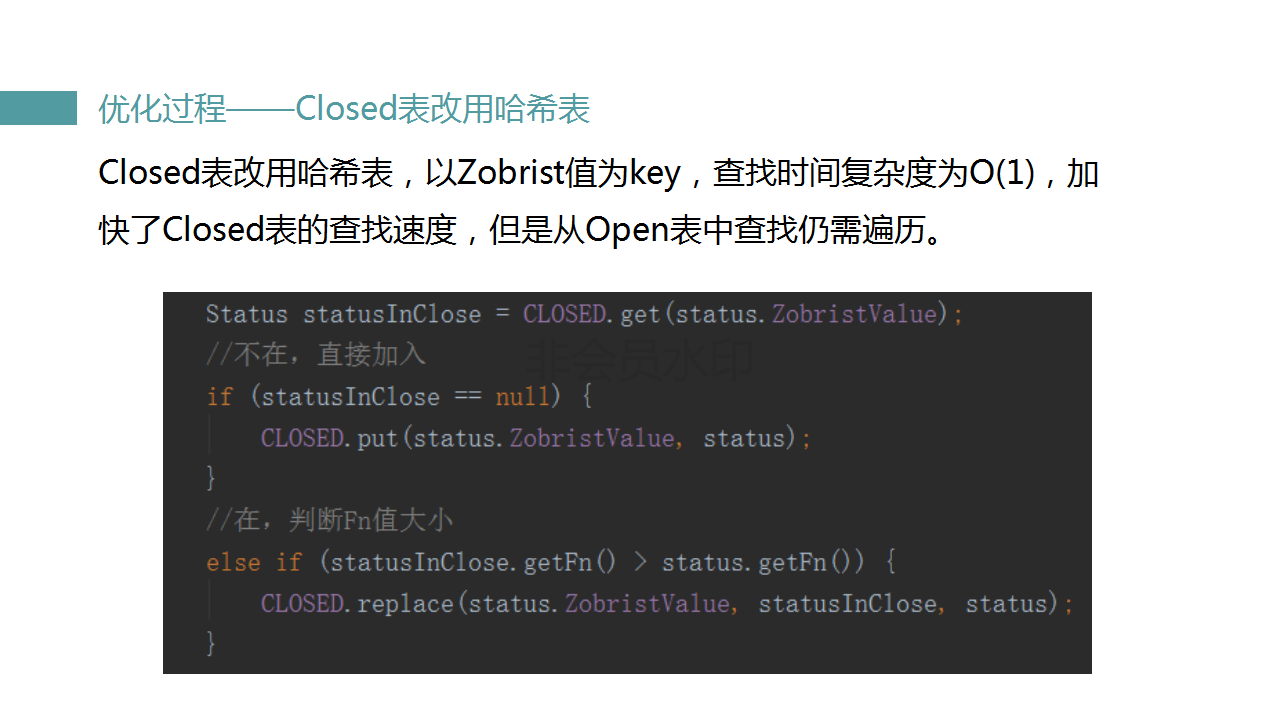 优化过程——Closed表改用哈希表
Closed表改用哈希表，以Zobrist值为key，查找时间复杂度为O(1)，加
快了Closed表的查找速度，但是从Open表中查找仍需遍历。
Status statusInClose = CLOSED.get(status.ZobristValue);
//不在，直接加入
非会员水印
if (statusInClose == null) {
CLOSED.put(status.ZobristValue, status);
}
//在，判断Fn值大小
else if (statusInClose.getFn() > status.getFn()) {
CLOSED.replace(status.ZobristValue, statusInClose, status);
}